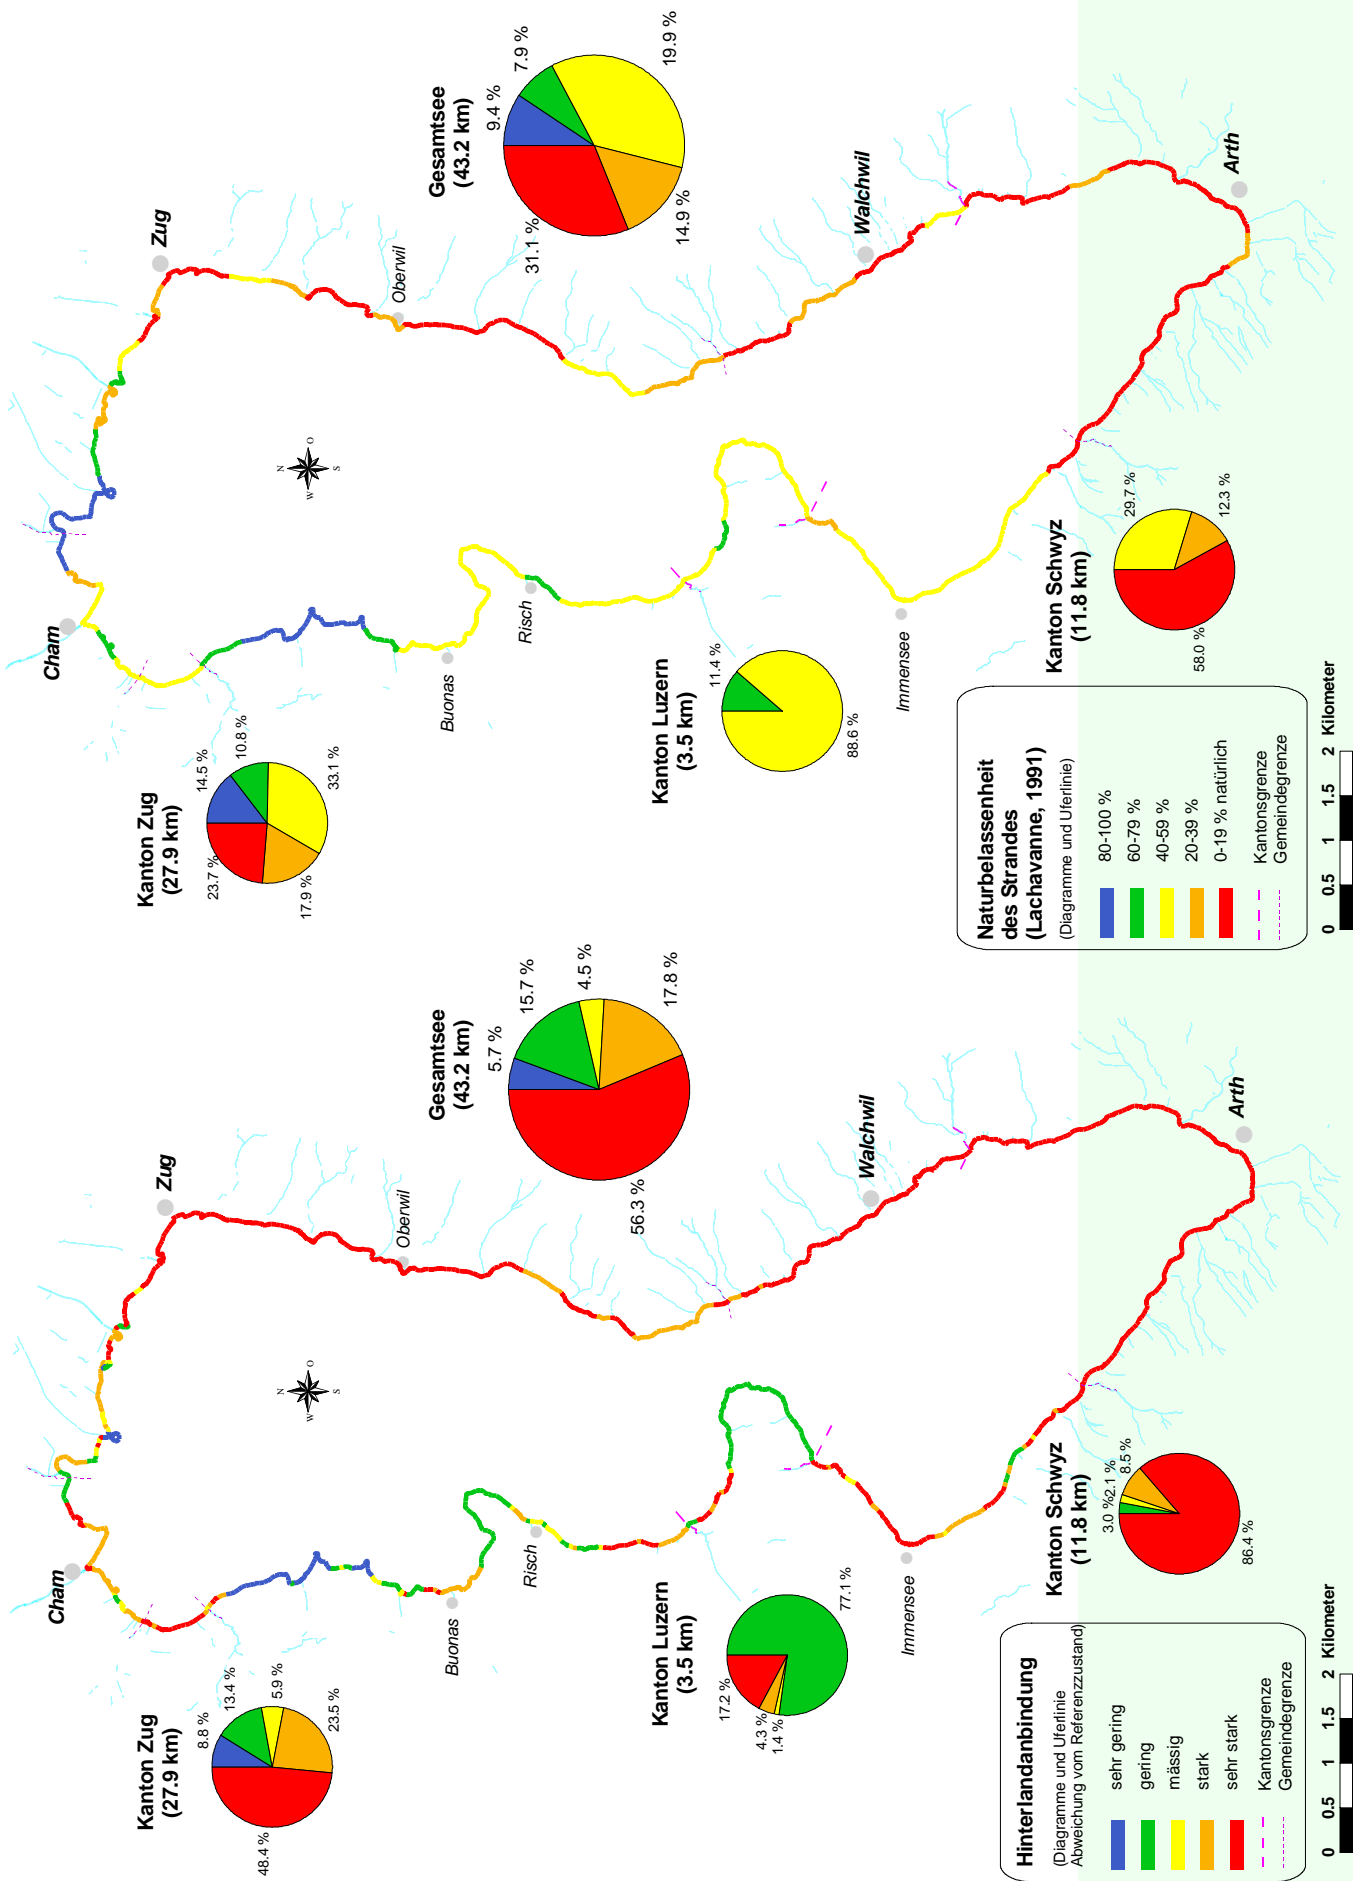 Cham
Zug
Oberwil
Buonas
Risch
Immensee
Walchwil
Arth
N
O
S
W
Kanton Zug
(27.9 km)
8.8 %
13.4 %
5.9 %
23.5 %
48.4 %
Gesamtsee
(43.2 km)
5.7 %
15.7 %
4.5 %
17.8 %
56.3 %
Kanton Luzern
(3.5 km)
17.2 %
4.3 %
1.4 %
77.1 %
Kanton Schwyz
(11.8 km)
3.0 %
2.1 %
8.5 %
86.4 %
Hinterlandanbindung
(Diagramme und Uferlinie
Abweichung vom Referenzzustand)
sehr gering
gering
mässig
stark
sehr stark
Kantonsgrenze
Gemeindegrenze
0 0.5 1 1.5 2 Kilometer
Cham
Zug
Oberwil
Buonas
Risch
Immensee
Walchwil
Arth
N
O
S
W
Kanton Zug
(27.9 km)
14.5 %
10.8 %
33.1 %
17.9 %
23.7 %
Gesamtsee
(43.2 km)
9.4 %
7.9 %
19.9 %
14.9 %
31.1 %
Kanton Luzern
(3.5 km)
11.4 %
88.6 %
Kanton Schwyz
(11.8 km)
29.7 %
12.3 %
58.0 %
Naturbelassenheit
des Strandes
(Lachavanne, 1991)
(Diagramme und Uferlinie)
80-100 %
60-79 %
40-59 %
20-39 %
0-19 % natürlich
Kantonsgrenze
Gemeindegrenze
0 0.5 1 1.5 2 Kilometer